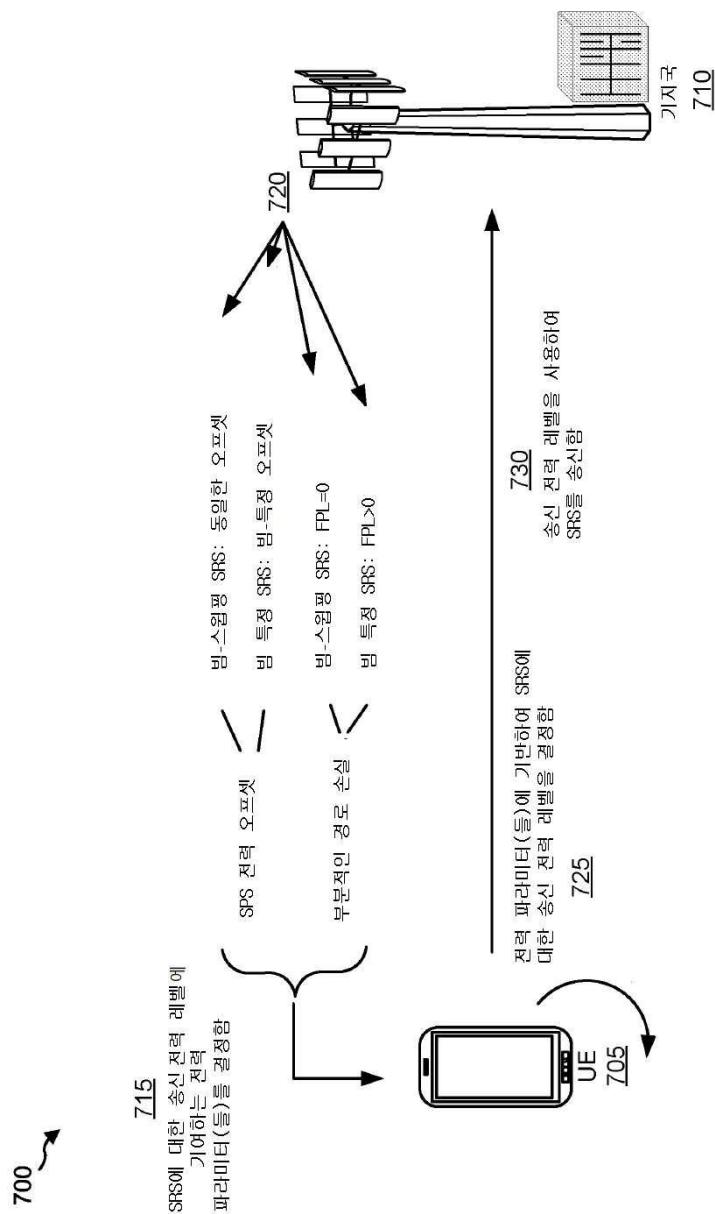 700
715
SRS에 대한 송신 전력 레벨에
기여하는 전력
파라미터(들)를 결정함
SPS 전력 오프셋
부분적인 경로 손실
빔-스위핑 SRS: 동일한 오프셋
빔 특정 SRS: 빔-특정 오프셋
빔-스위핑 SRS: FPL=0
빔 특정 SRS: FPL>0
720
UE
705
전력 파라미터(들)에 기반하여 SRS에
대한 송신 전력 레벨을 결정함
725
730
송신 전력 레벨을 사용하여
SRS를 송신함
기지국
710